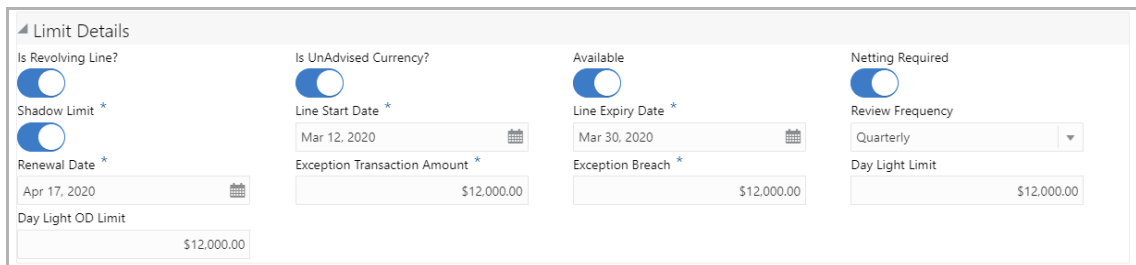 Limit Details
Is Revolving Line? Is UnAdvised Currency? Available Netting Required
Shadow Limit * Line Start Date * Line Expiry Date * Review Frequency
Mar 12, 2020 Mar 30, 2020 Quarterly
Renewal Date * Exception Transaction Amount * Exception Breach * Day Light Limit
Apr 17, 2020 $12,000.00 $12,000.00 $12,000.00
Day Light OD Limit
$12,000.00